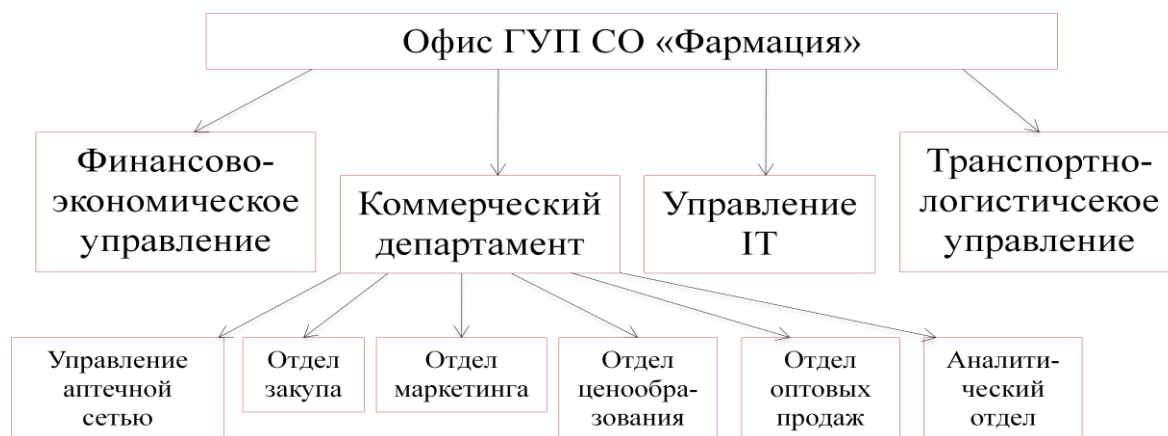 Офис ГУП СО «Фармация»
Финансово-
экономическое
управление
Коммерческий
департамент
Управление
IT
Транспортно-
логистичсекое
управление
Управление
аптечной
сетью
Отдел
закупа
Отдел
маркетинга
Отдел
ценообра-
зования
Отдел
оптовых
продаж
Аналити-
ческий
отдел